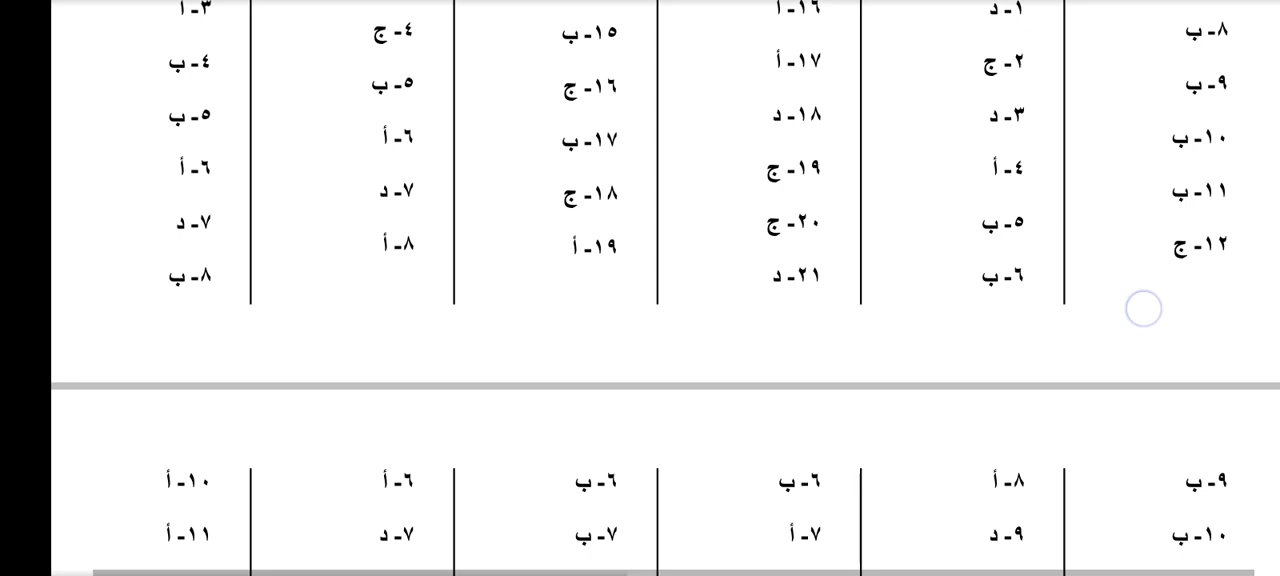 ٨- ب
٩- ب
١٠- ب
١١- ب
١٢- ج
١- د
٢- ج
٣- د
٤- أ
٥- ب
٦- ب
١٦- أ
١٧- أ
١٨- د
١٩- ج
٢٠- ج
٢١- د
١٥- ب
١٦- ج
١٧- ب
١٨- ج
١٩- أ
٤- ج
٥- ب
٦- أ
٧- د
٨- أ
٣- أ
٤- ب
٥- ب
٦- أ
٧- د
٨- ب
٩- ب
١٠- ب
٨- أ
٩- د
٦- ب
٧- أ
٦- ب
٧- ب
٦- أ
٧- د
١٠- أ
١١- أ